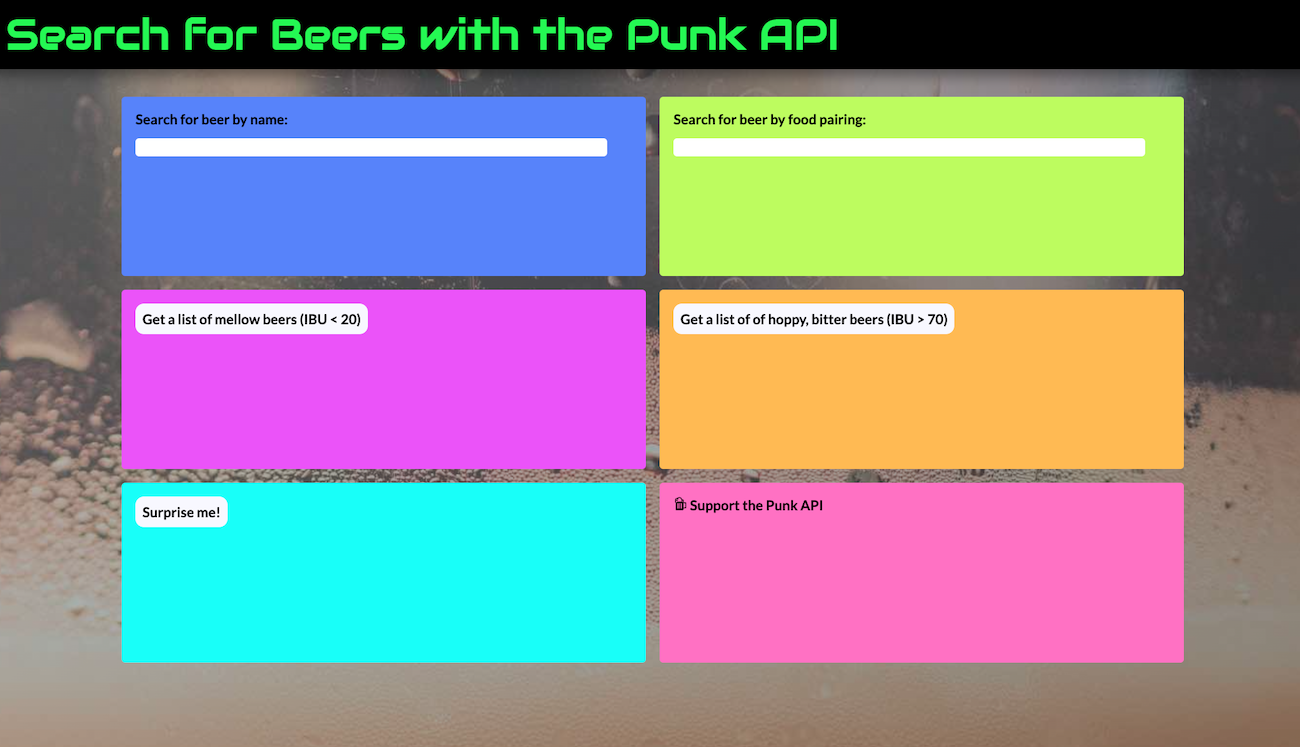 Search for Beers with the Punk API
Search for beer by name:
Search for beer by food pairing:
Get a list of mellow beers (IBU < 20)
Get a list of of hoppy, bitter beers (IBU > 70)
Surprise me!
Support the Punk API